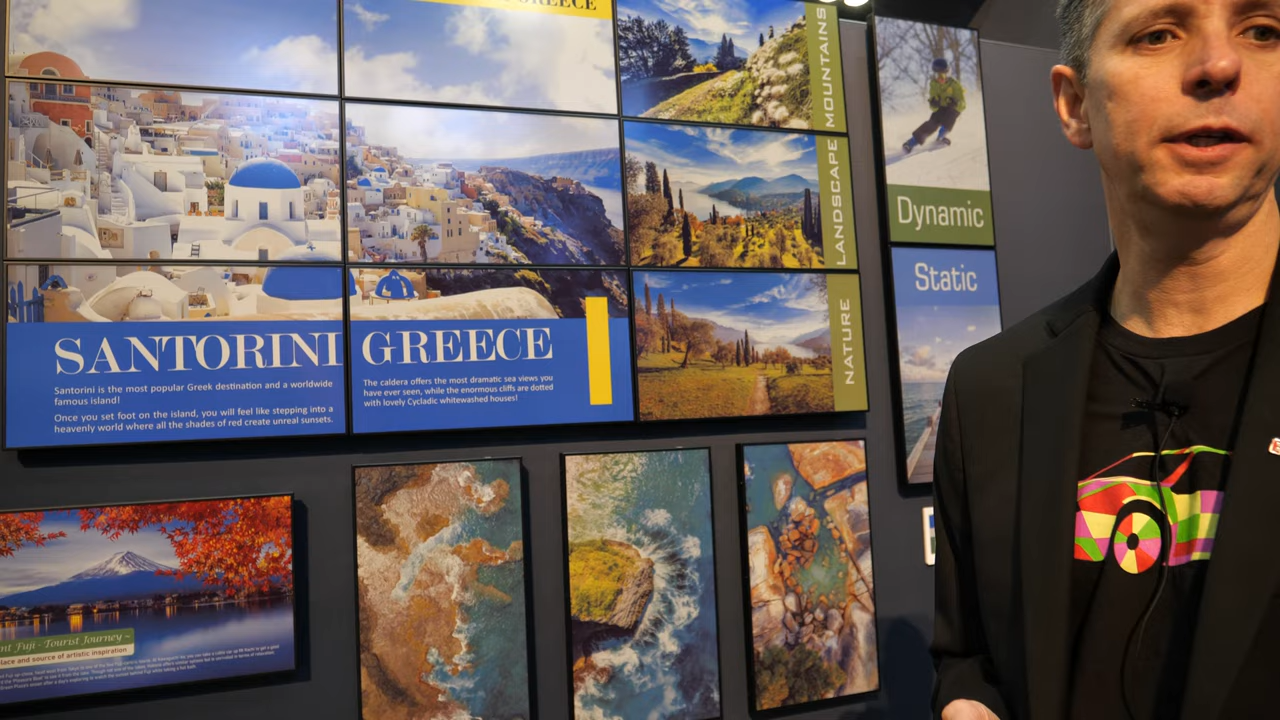 GREECE
MOUNTAINS
LANDSCAPE
NATURE
Dynamic
Static
SANTORINI GREECE
Santorini is the most popular Greek destination and a worldwide
famous island!
Once you set foot on the island, you will feel like stepping into a
heavenly world where all the shades of red create unreal sunsets.
The caldera offers the most dramatic sea views you
have ever seen, while the enormous cliffs are dotted
with lovely Cycladic whitewashed houses!
nt Fuji - Tourist Journey ~
lace and source of artistic inspiration